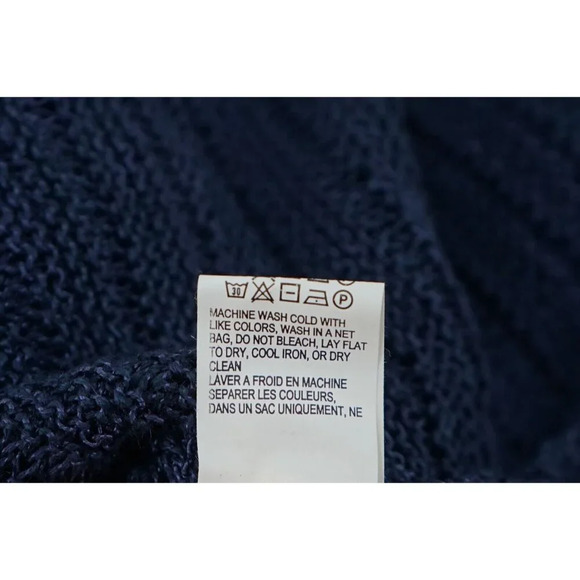 30 P
MACHINE WASH COLD WITH
LIKE COLORS, WASH IN A NET
BAG, DO NOT BLEACH, LAY FLAT
TO DRY, COOL IRON, OR DRY
CLEAN
LAVER A FROID EN MACHINE
SEPARER LES COULEURS,
DANS UN SAC UNIQUEMENT, NE